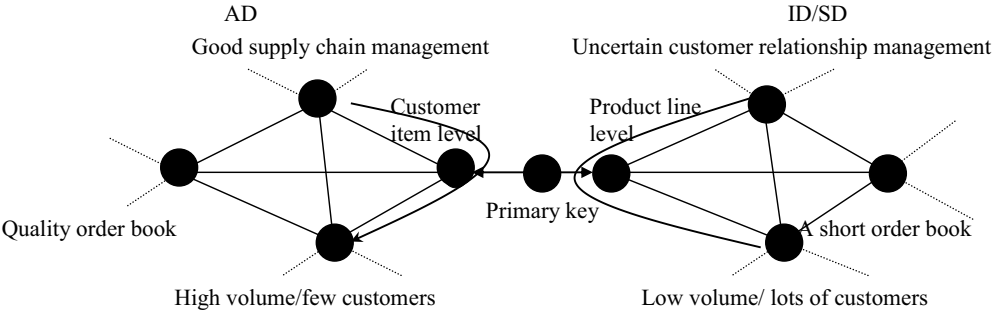 AD
ID/SD
Good supply chain management
Uncertain customer relationship management
Customer
item level
Product line
level
Primary key
Quality order book
A short order book
High volume/few customers
Low volume/ lots of customers